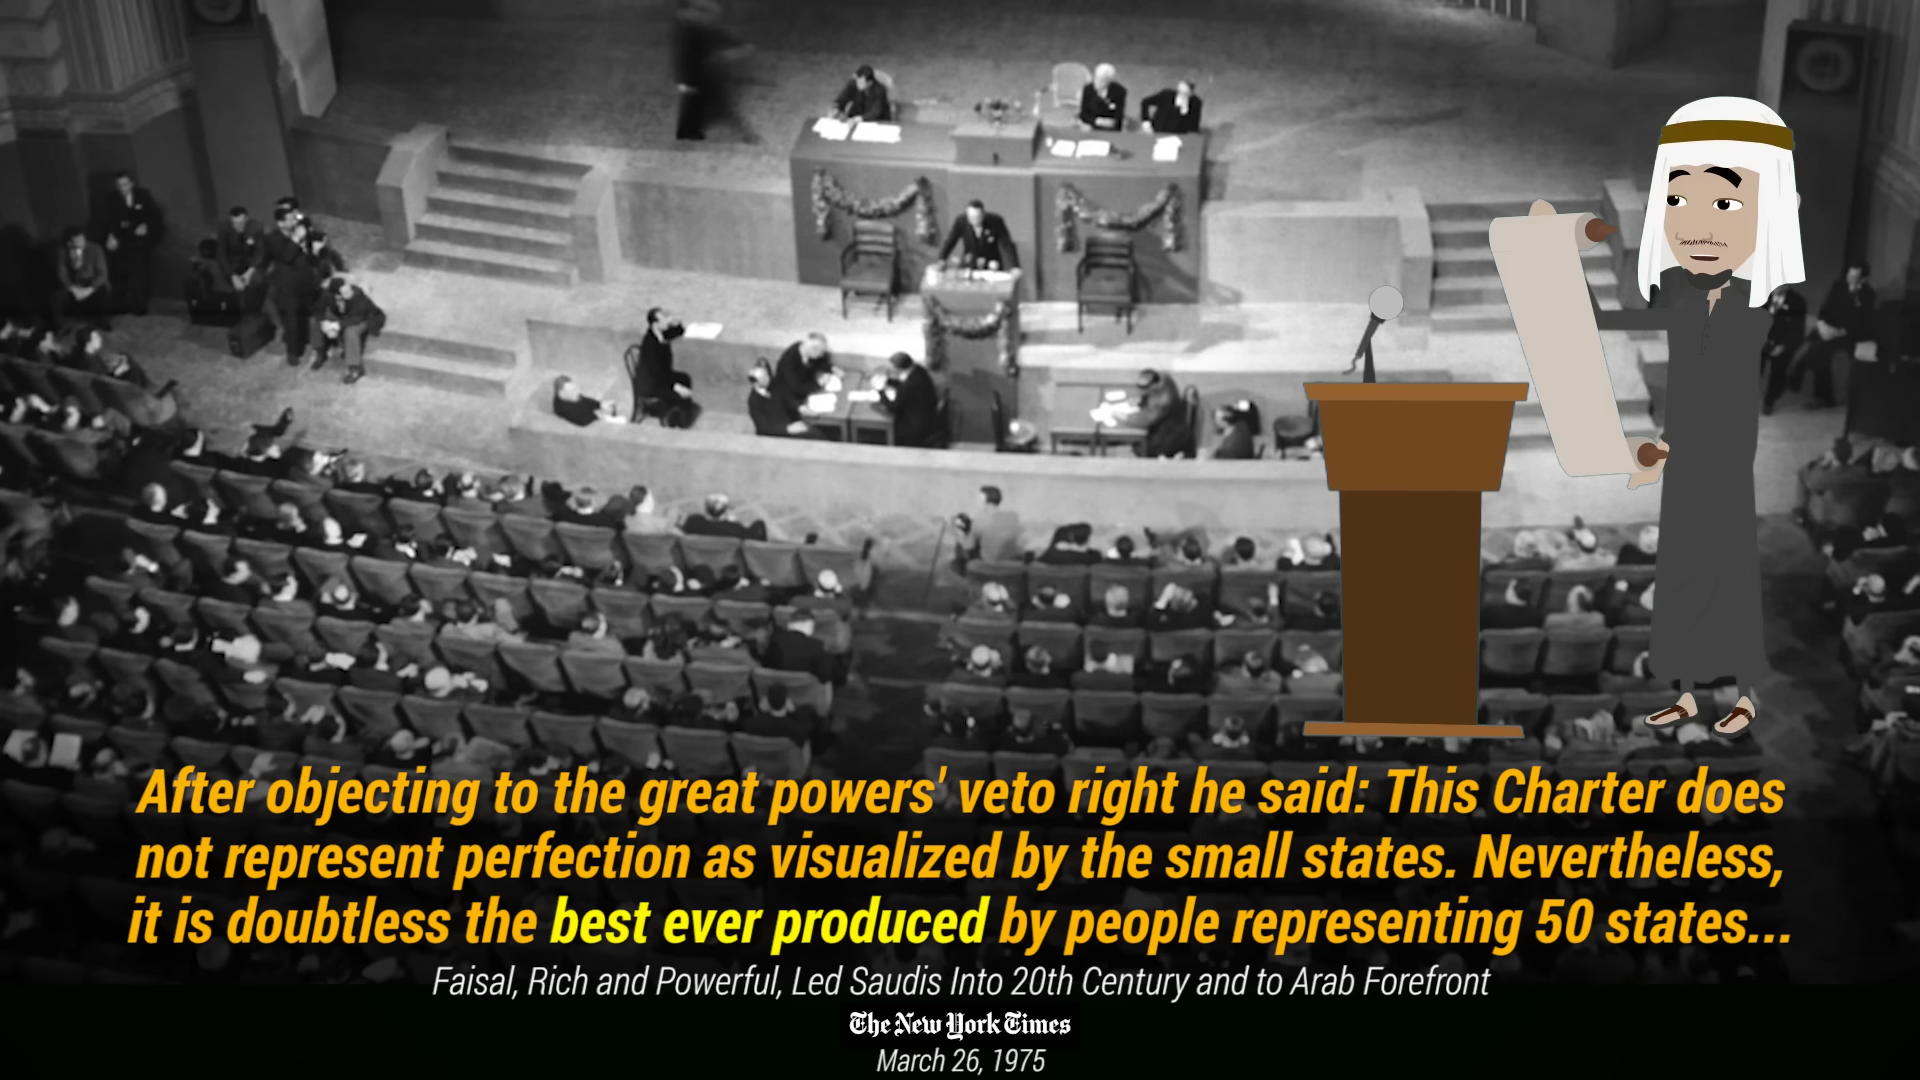 After objecting to the great powers' veto right he said: This Charter does
not represent perfection as visualized by the small states. Nevertheless,
it is doubtless the best ever produced by people representing 50 states...
Faisal, Rich and Powerful, Led Saudis Into 20th Century and to Arab Forefront
The New York Times
March 26, 1975